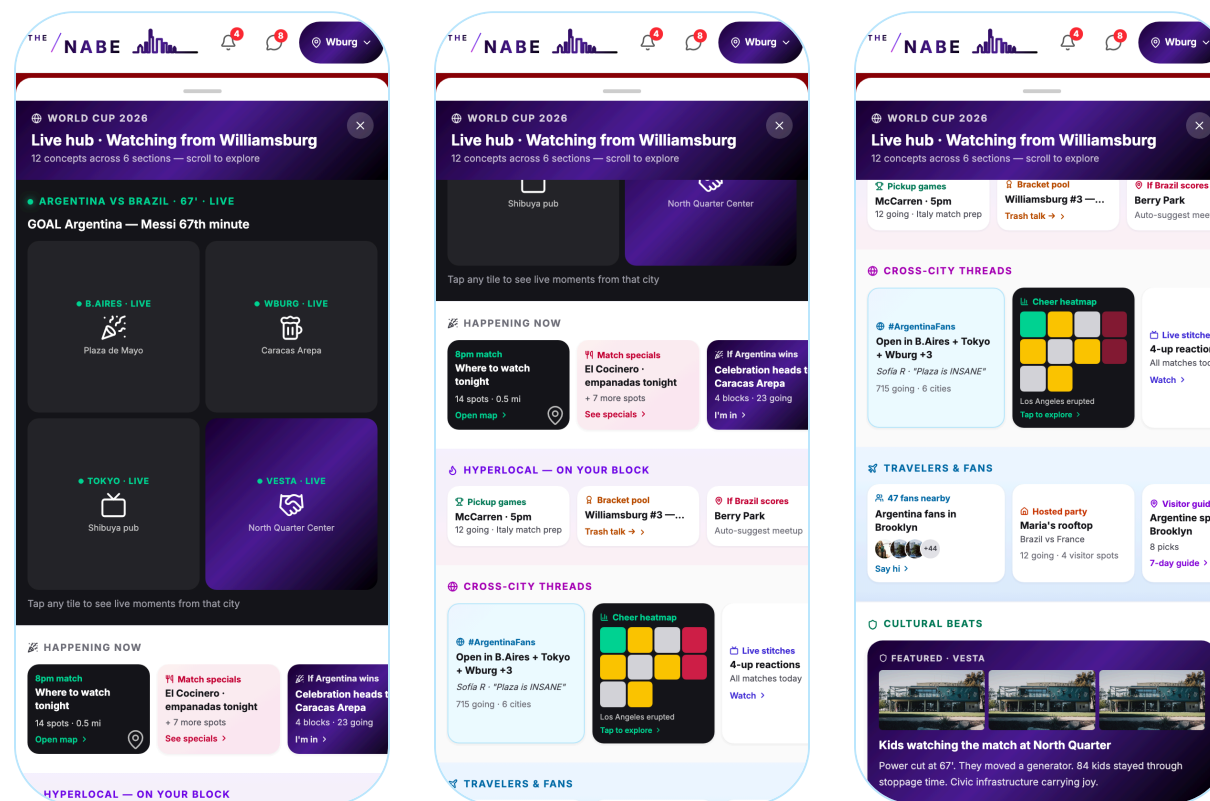 THE NABE
4
8
Wburg
WORLD CUP 2026
Live hub · Watching from Williamsburg
12 concepts across 6 sections — scroll to explore
ARGENTINA VS BRAZIL · 67' · LIVE
GOAL Argentina — Messi 67th minute
B.AIRES · LIVE
Plaza de Mayo
WBURG · LIVE
Caracas Arepa
TOKYO · LIVE
Shibuya pub
VESTA · LIVE
North Quarter Center
Tap any tile to see live moments from that city
HAPPENING NOW
8pm match
Where to watch
tonight
14 spots · 0.5 mi
Open map
Match specials
El Cocinero ·
empanadas tonight
+ 7 more spots
See specials
If Argentina wins
Celebration heads t
Caracas Arepa
4 blocks · 23 going
I'm in
HYPERLOCAL — ON YOUR BLOCK
THE NABE
4
8
Wburg
WORLD CUP 2026
Live hub · Watching from Williamsburg
12 concepts across 6 sections — scroll to explore
Shibuya pub
North Quarter Center
Tap any tile to see live moments from that city
HAPPENING NOW
8pm match
Where to watch
tonight
14 spots · 0.5 mi
Open map
Match specials
El Cocinero ·
empanadas tonight
+ 7 more spots
See specials
If Argentina wins
Celebration heads t
Caracas Arepa
4 blocks · 23 going
I'm in
HYPERLOCAL — ON YOUR BLOCK
Pickup games
McCarren · 5pm
12 going · Italy match prep
Bracket pool
Williamsburg #3 —...
Trash talk →
If Brazil scores
Berry Park
Auto-suggest meetup
CROSS-CITY THREADS
#ArgentinaFans
Open in B.Aires + Tokyo
+ Wburg +3
Sofía R · "Plaza is INSANE"
715 going · 6 cities
Cheer heatmap
Los Angeles erupted
Tap to explore
Live stitches
4-up reactions
All matches today
Watch
TRAVELERS & FANS
THE NABE
4
8
Wburg
WORLD CUP 2026
Live hub · Watching from Williamsburg
12 concepts across 6 sections — scroll to explore
Pickup games
McCarren · 5pm
12 going · Italy match prep
Bracket pool
Williamsburg #3 —...
Trash talk →
If Brazil scores
Berry Park
Auto-suggest mee
CROSS-CITY THREADS
#ArgentinaFans
Open in B.Aires + Tokyo
+ Wburg +3
Sofía R · "Plaza is INSANE"
715 going · 6 cities
Cheer heatmap
Los Angeles erupted
Tap to explore
Live stitches
4-up reaction
All matches toc
Watch
TRAVELERS & FANS
47 fans nearby
Argentina fans in
Brooklyn
+44
Say hi
Hosted party
Maria's rooftop
Brazil vs France
12 going · 4 visitor spots
Visitor guid
Argentine sp
Brooklyn
8 picks
7-day guide
CULTURAL BEATS
FEATURED · VESTA
Kids watching the match at North Quarter
Power cut at 67'. They moved a generator. 84 kids stayed through
stoppage time. Civic infrastructure carrying joy.